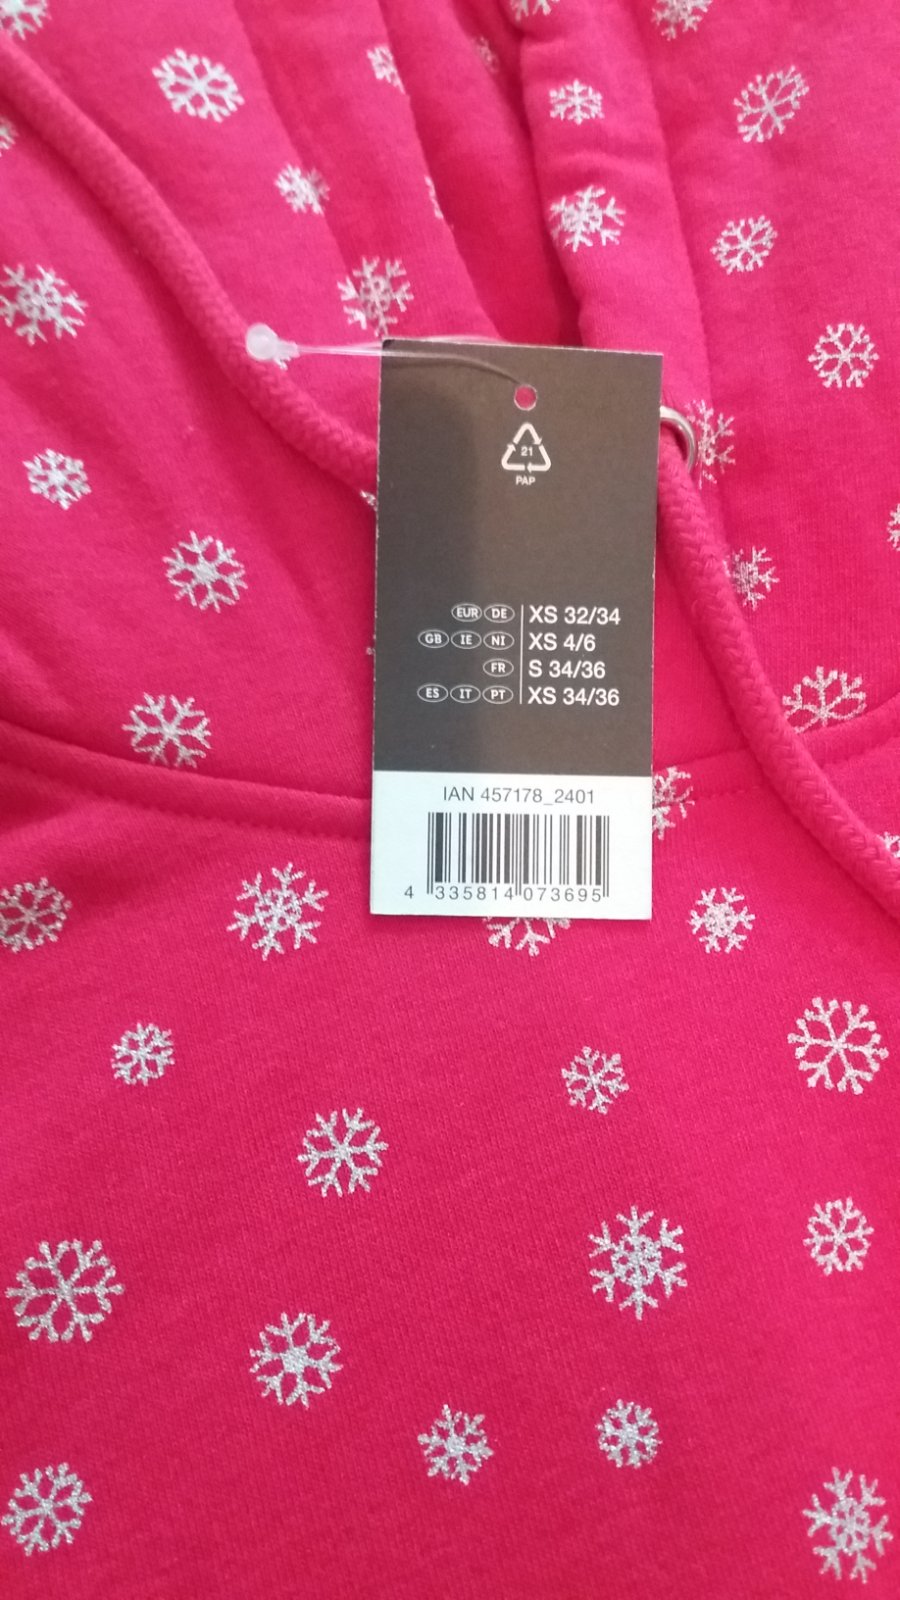 21
PAP
EUR DE XS 32/34
GB IE NI XS 4/6
FR S 34/36
ES IT PT XS 34/36
IAN 457178_2401
4 335814 073695